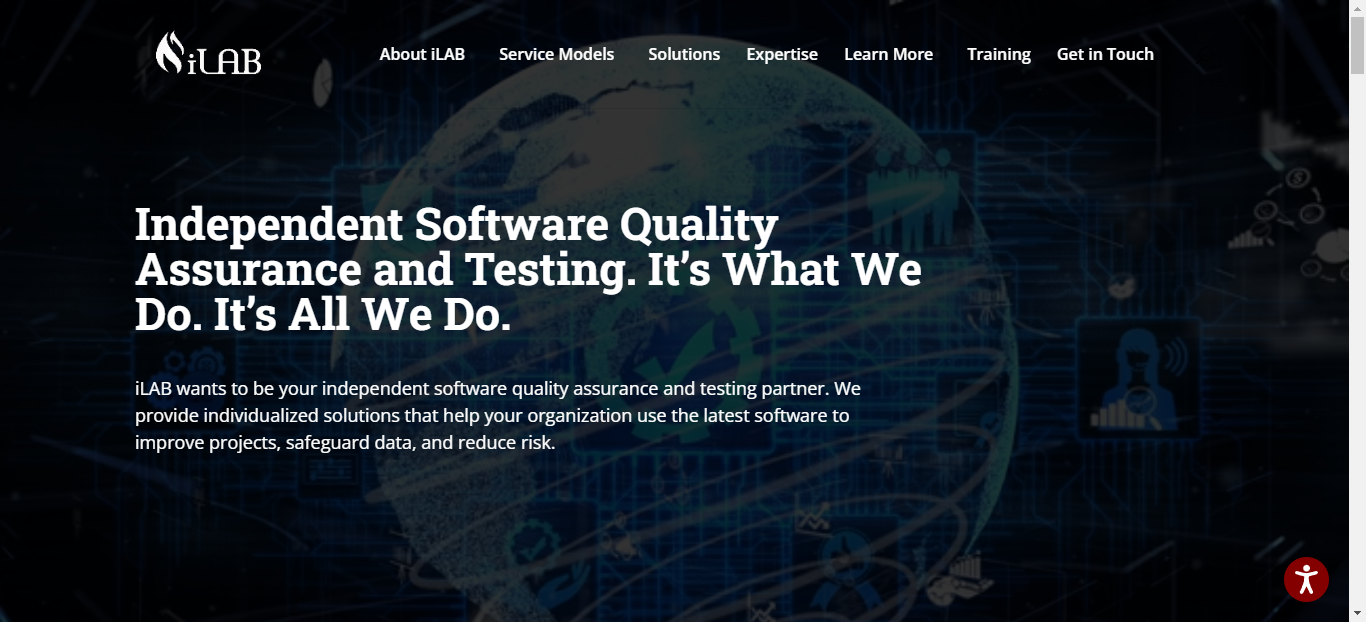 iLAB
About iLAB Service Models Solutions Expertise Learn More Training Get in Touch
Independent Software Quality
Assurance and Testing. It’s What We
Do. It’s All We Do.
iLAB wants to be your independent software quality assurance and testing partner. We
provide individualized solutions that help your organization use the latest software to
improve projects, safeguard data, and reduce risk.